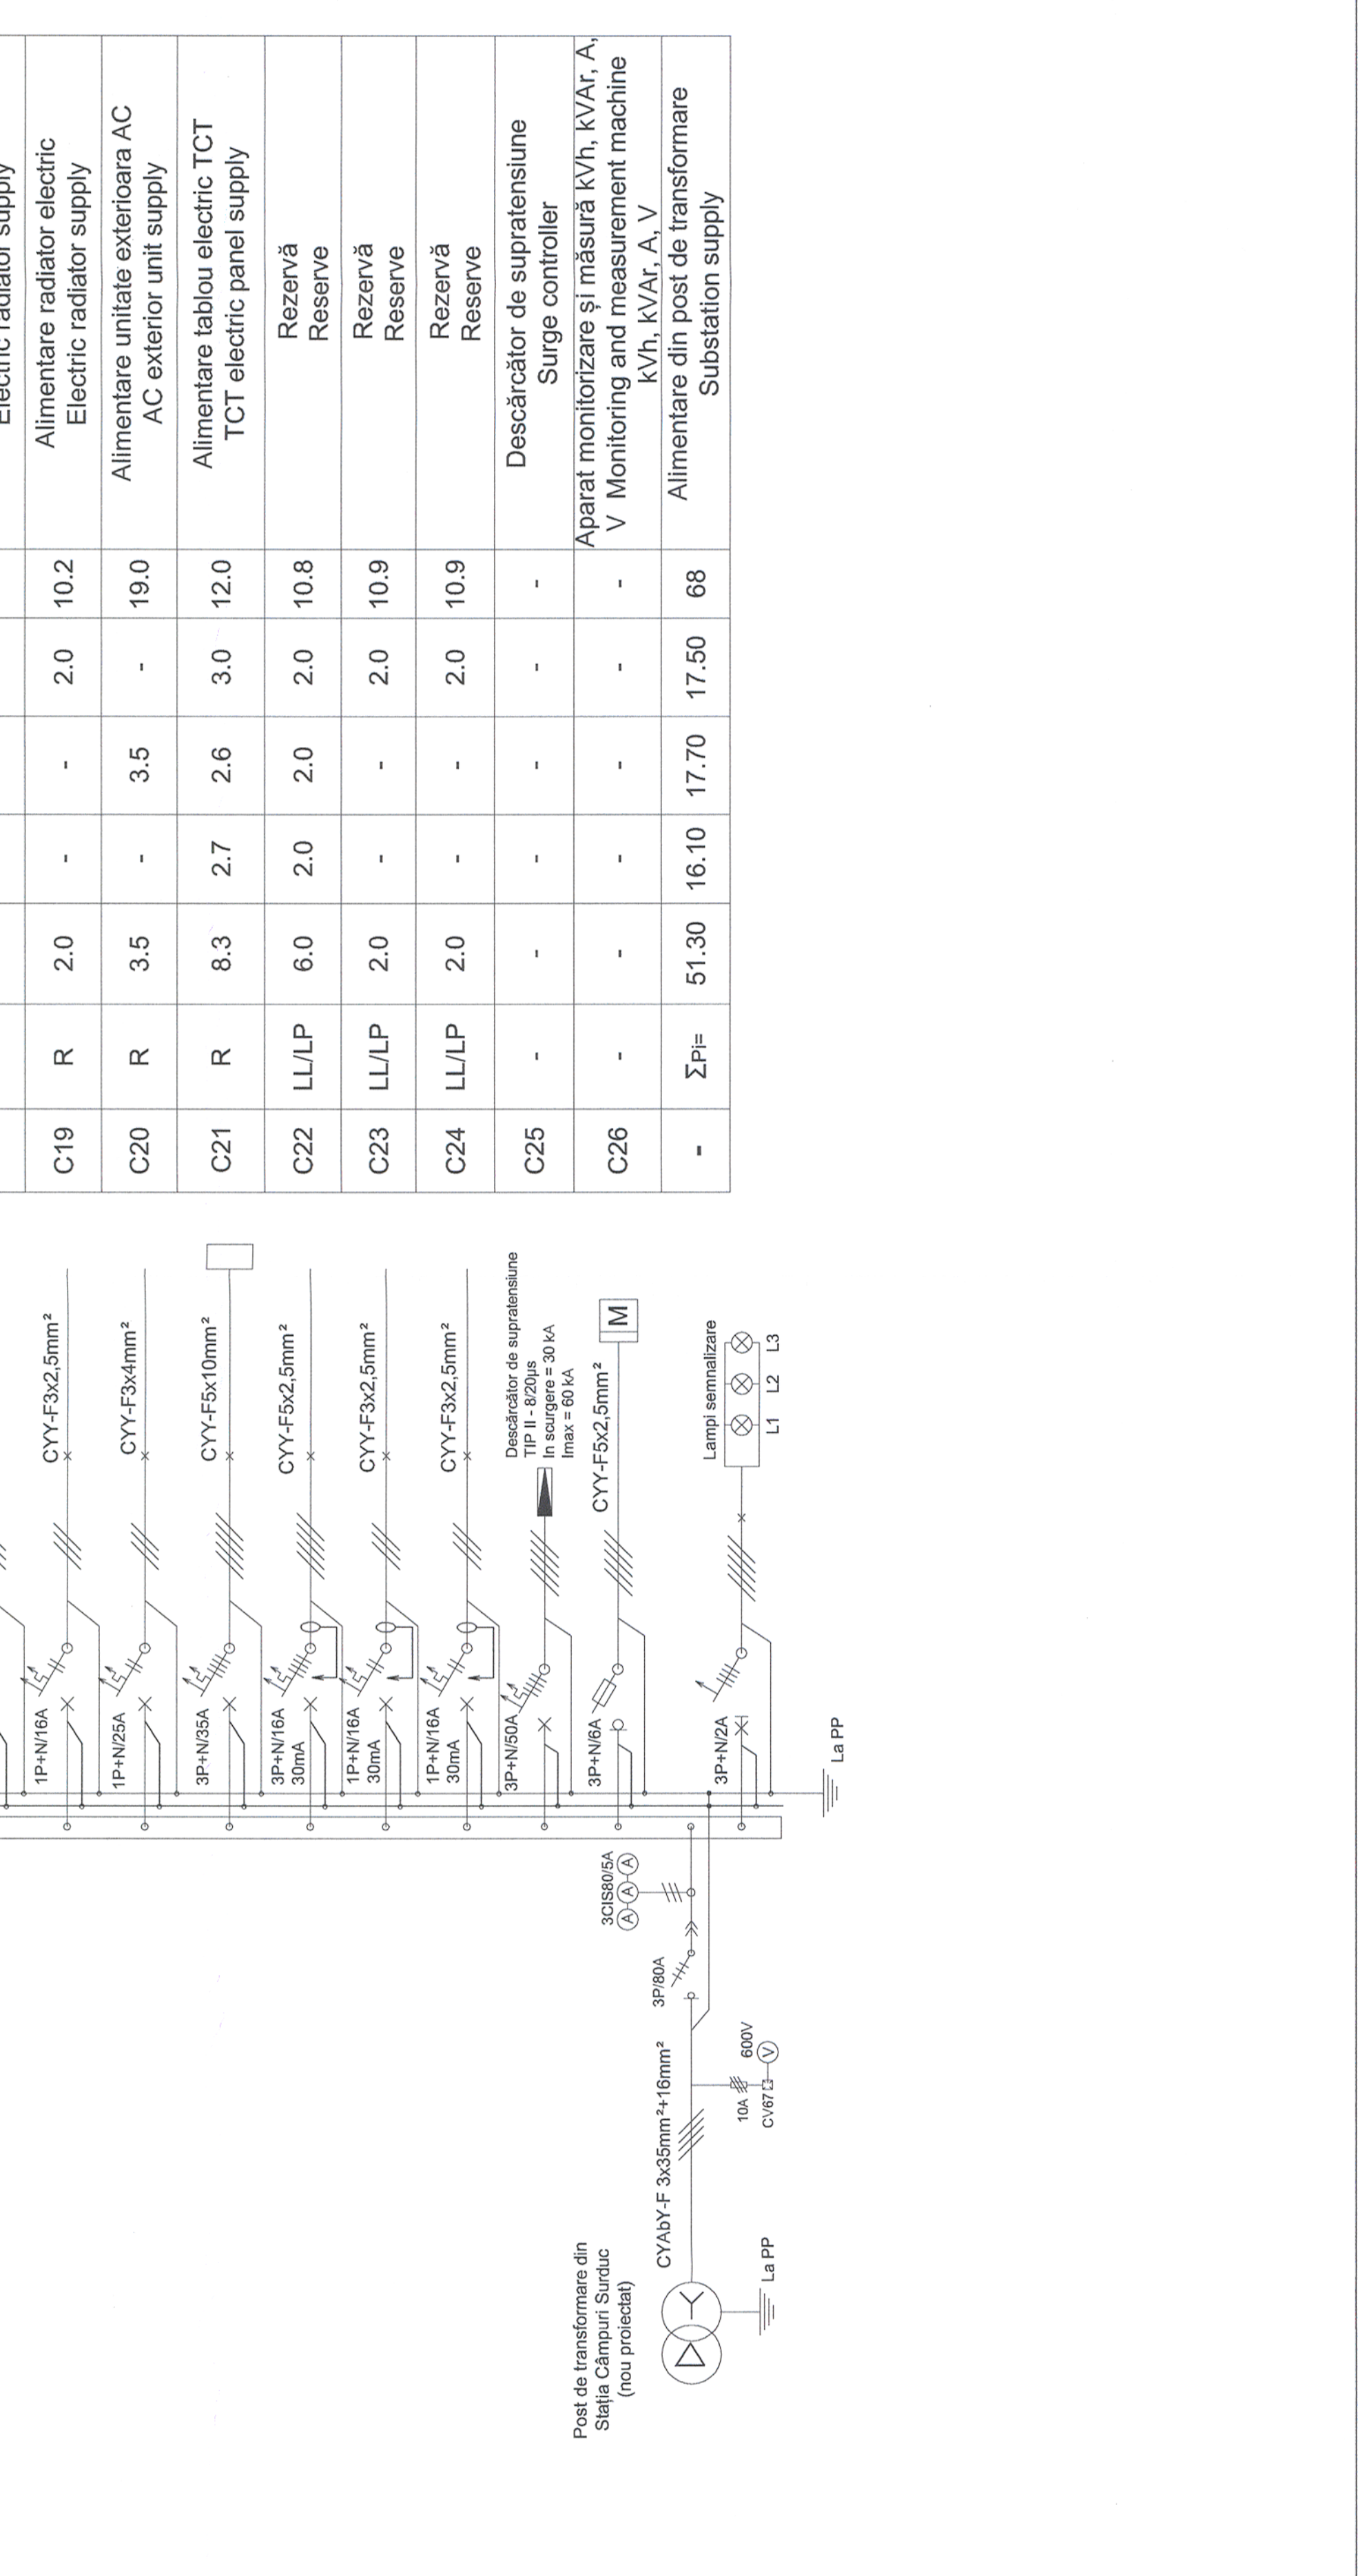 Electric radiator supply
1P+N/16A
CYY-F3x2,5mm²
C19 R 2.0 - - 2.0 10.2 Alimentare radiator electric
Electric radiator supply
1P+N/25A
CYY-F3x4mm²
C20 R 3.5 - 3.5 - 19.0 Alimentare unitate exterioara AC
AC exterior unit supply
3P+N/35A
CYY-F5x10mm²
C21 R 8.3 2.7 2.6 3.0 12.0 Alimentare tablou electric TCT
TCT electric panel supply
3P+N/16A
30mA
CYY-F5x2,5mm²
C22 LL/LP 6.0 2.0 2.0 2.0 10.8 Rezervă
Reserve
1P+N/16A
30mA
CYY-F3x2,5mm²
C23 LL/LP 2.0 - - 2.0 10.9 Rezervă
Reserve
1P+N/16A
30mA
CYY-F3x2,5mm²
C24 LL/LP 2.0 - - 2.0 10.9 Rezervă
Reserve
3P+N/50A
Descărcător de supratensiune
TIP II - 8/20µs
In scurgere = 30 kA
Imax = 60 kA
C25 - - - - - - Descărcător de supratensiune
Surge controller
3P+N/6A
CYY-F5x2,5mm²
M
C26 - - - - - - Aparat monitorizare și măsură kVh, kVAr, A,
V Monitoring and measurement machine
kVh, kVAr, A, V
- ΣPi= 51.30 16.10 17.70 17.50 68 Alimentare din post de transformare
Substation supply
Post de transformare din
Stația Câmpuri Surduc
(nou proiectat)
CYAbY-F 3x35mm²+16mm²
3P/80A
3CIS80/5A
A A A
10A
600V
CV67
V
La PP
3P+N/2A
Lampi semnalizare
L1 L2 L3
La PP